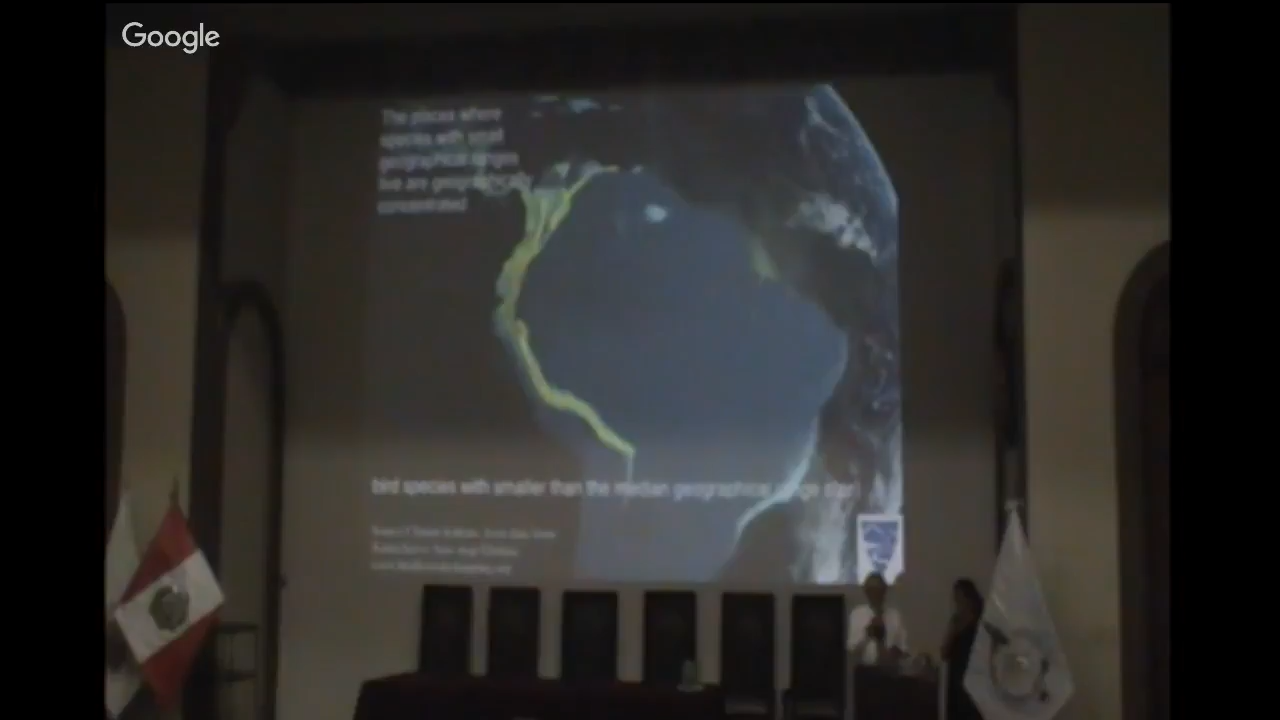 Google
The places where
species with small
geographical ranges
live are geographically
concentrated
bird species with smaller than the median geographical range size